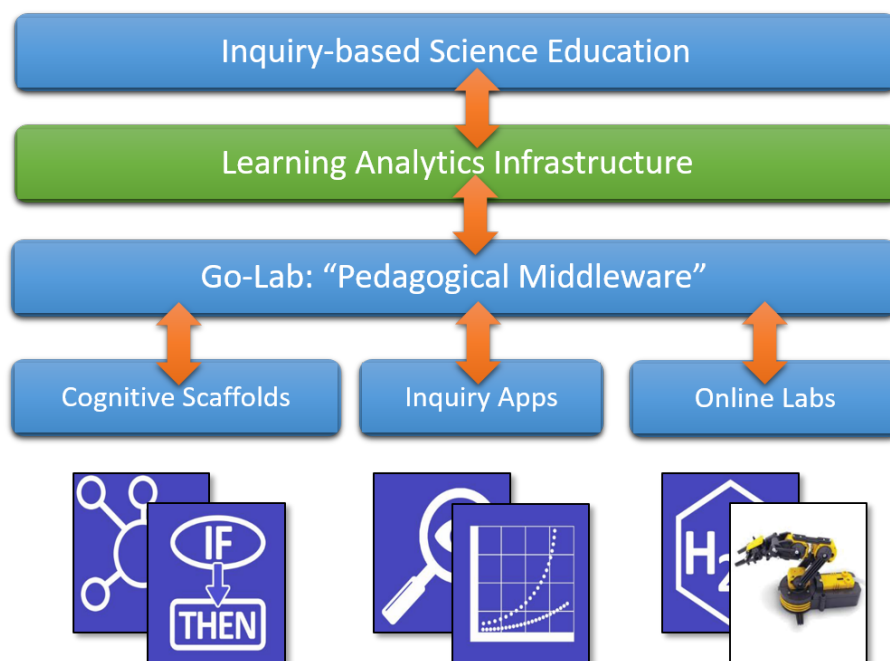 Inquiry-based Science Education
Learning Analytics Infrastructure
Go-Lab: “Pedagogical Middleware”
Cognitive Scaffolds
Inquiry Apps
Online Labs
IF
THEN
H2